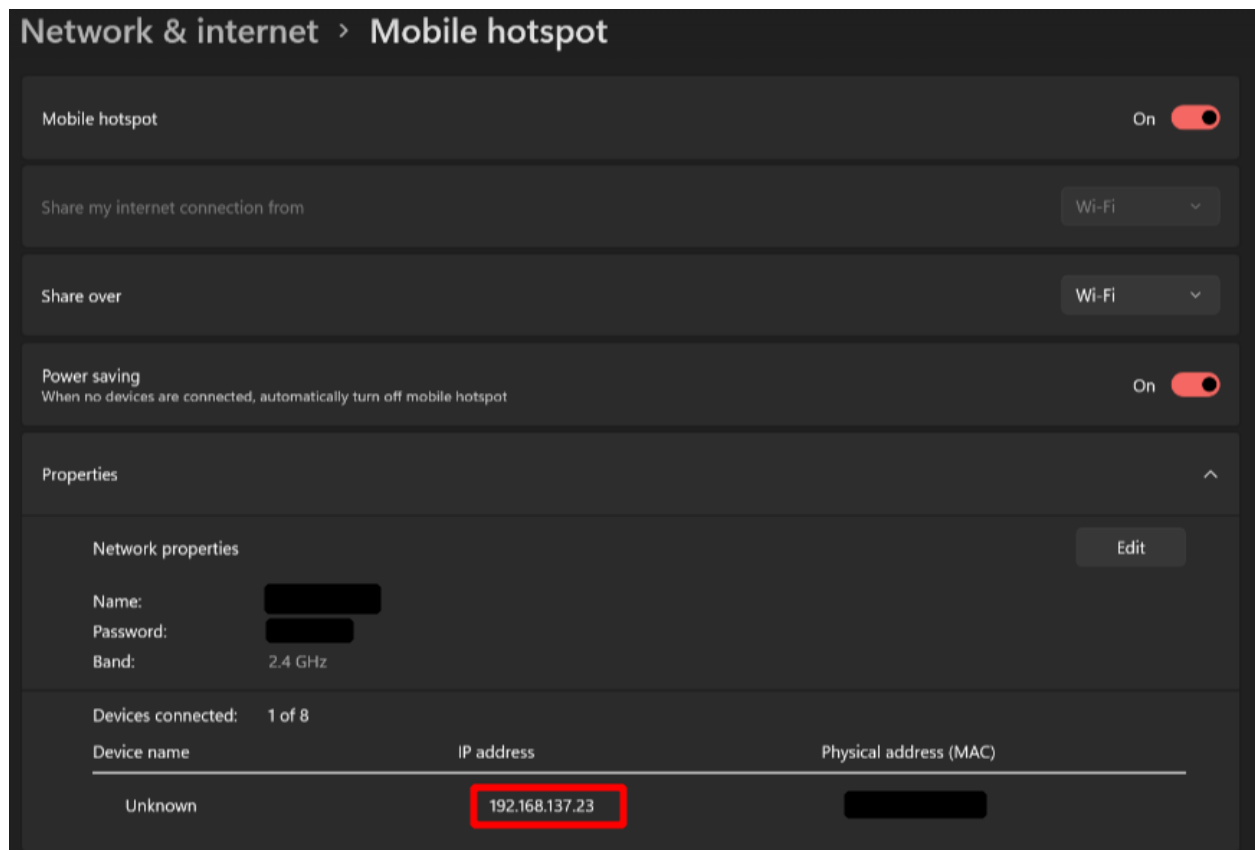 Network & internet > Mobile hotspot
Mobile hotspot On
Share my internet connection from Wi-Fi
Share over Wi-Fi
Power saving On
When no devices are connected, automatically turn off mobile hotspot
Properties
Network properties Edit
Name:
Password:
Band: 2.4 GHz
Devices connected: 1 of 8
Device name IP address Physical address (MAC)
Unknown 192.168.137.23